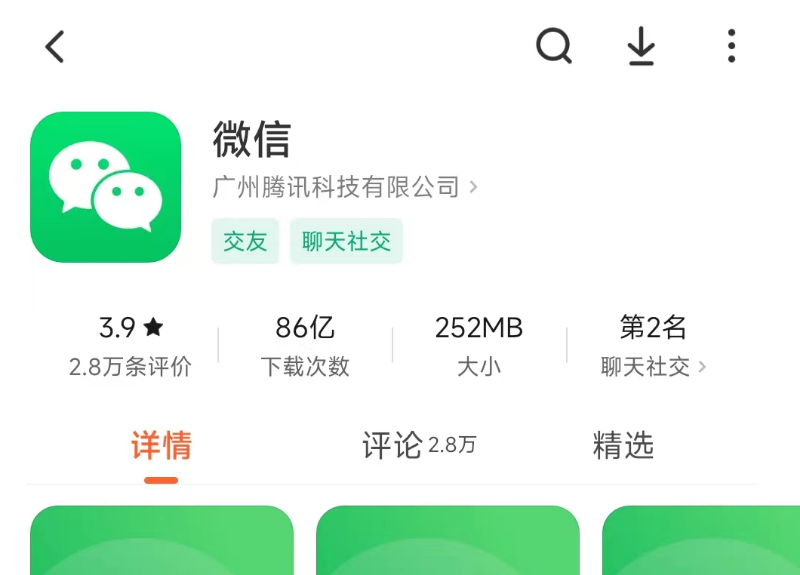 微信
广州腾讯科技有限公司
交友 聊天社交
3.9 86亿 252MB 第2名
2.8万条评价 下载次数 大小 聊天社交
详情 评论 2.8万 精选